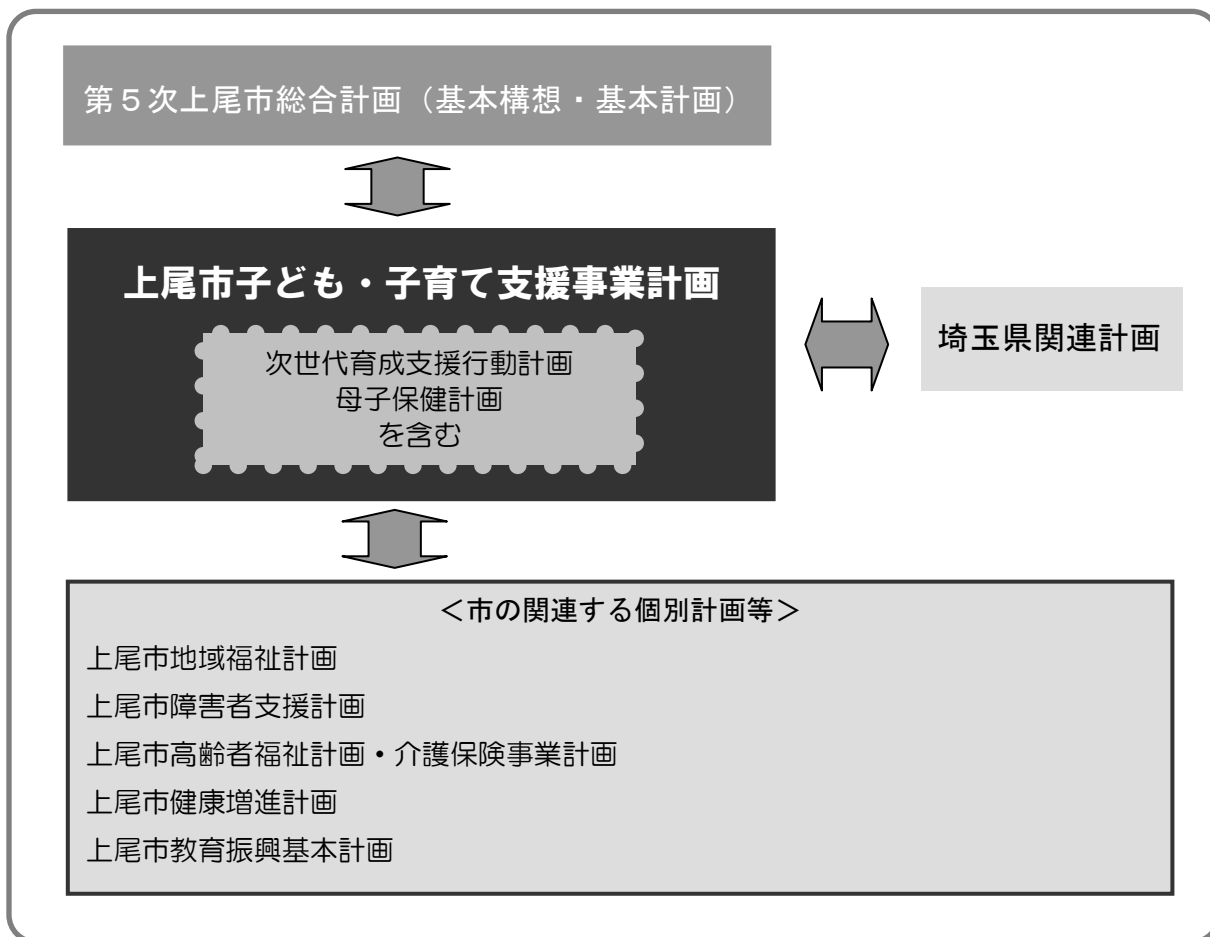 第５次上尾市総合計画（基本構想・基本計画）
上尾市子ども・子育て支援事業計画
次世代育成支援行動計画
母子保健計画
を含む
埼玉県関連計画
＜市の関連する個別計画等＞
上尾市地域福祉計画
上尾市障害者支援計画
上尾市高齢者福祉計画・介護保険事業計画
上尾市健康増進計画
上尾市教育振興基本計画